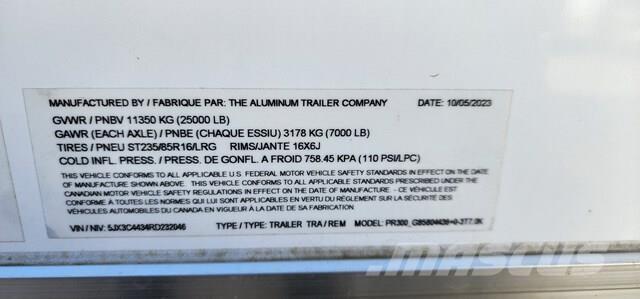 MANUFACTURED BY / FABRIQUE PAR: THE ALUMINUM TRAILER COMPANY DATE: 10/05/2023
GVWR / PNBV 11350 KG (25000 LB)
GAWR (EACH AXLE) / PNBE (CHAQUE ESSIU) 3178 KG (7000 LB)
TIRES / PNEU ST235/85R16/LRG RIMS/JANTE 16X6J
COLD INFL. PRESS. / PRESS. DE GONFL. A FROID 758.45 KPA (110 PSI/LPC)
THIS VEHICLE CONFORMS TO ALL APPLICABLE U.S. FEDERAL MOTOR VEHICLE SAFETY STANDARDS IN EFFECT
ON THE DATE OF MANUFACTURE SHOWN ABOVE. THIS VEHICLE CONFORMS TO ALL STANDARDS PRESCRIBED UNDER THE
CANADIAN MOTOR VEHICLE SAFETY REGULATIONS IN EFFECT ON THE DATE OF MANUFACTURE - CE VÉHICULE EST
CONFORME À TOUTES LES NORMES QUI LUI SONT APPLICABLES EN VERTU DU RÈGLEMENT SUR LA SÉCURITÉ DES
VÉHICULES AUTOMOBILES DU CANADA EN VIGUEUR À LA DATE DE SA FABRICATION.
VIN / NIV: 5JX3C4434RD232046 TYPE / TYPE: TRAILER TRA / REM MODEL: PR300_G85804438+0-3T7.0K
mascus